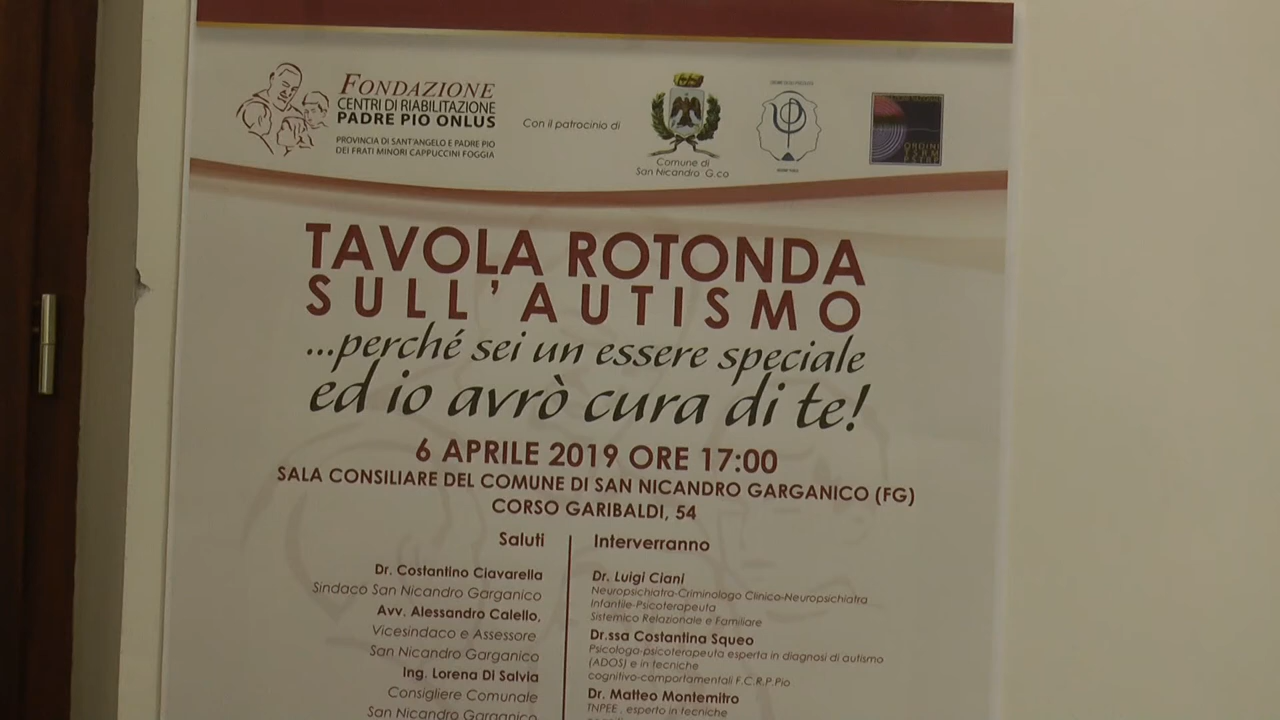 FONDAZIONE
CENTRI DI RIABILITAZIONE
PADRE PIO ONLUS
PROVINCIA DI SANT'ANGELO E PADRE PIO
DEI FRATI MINORI CAPPUCCINI FOGGIA
Con il patrocinio di
Comune di
San Nicandro G.co
TAVOLA ROTONDA
SULL'AUTISMO
...perché sei un essere speciale
ed io avrò cura di te!
6 APRILE 2019 ORE 17:00
SALA CONSILIARE DEL COMUNE DI SAN NICANDRO GARGANICO (FG)
CORSO GARIBALDI, 54
Saluti
Dr. Costantino Ciavarella
Sindaco San Nicandro Garganico
Avv. Alessandro Calello,
Vicesindaco e Assessore
San Nicandro Garganico
Ing. Lorena Di Salvia
Consigliere Comunale
San Nicandro Garganico
Interverranno
Dr. Luigi Ciani
Neuropsichiatra-Criminologo Clinico-Neuropsichiatra
Infantile-Psicoterapeuta
Sistemico Relazionale e Familiare
Dr.ssa Costantina Squeo
Psicologo-psicoterapeuta esperta in diagnosi di autismo
(ADOS) e in tecniche
cognitivo-comportamentali F.C.R.P.Pio
Dr. Matteo Montemitro
TNPEE , esperto in tecniche